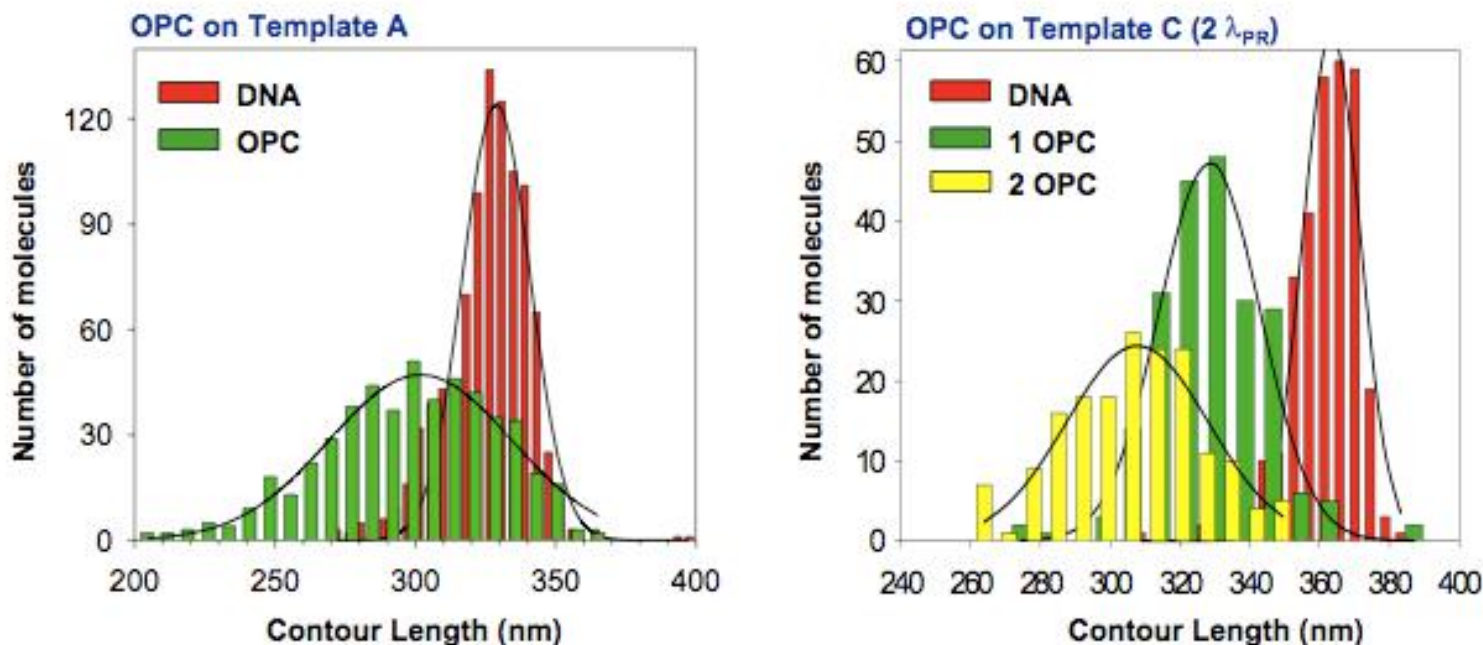 OPC on Template A
DNA
OPC
Number of molecules
120
90
60
30
0
200 250 300 350 400
Contour Length (nm)
OPC on Template C (2 λPR)
DNA
1 OPC
2 OPC
Number of molecules
60
50
40
30
20
10
0
240 260 280 300 320 340 360 380 400
Contour Length (nm)